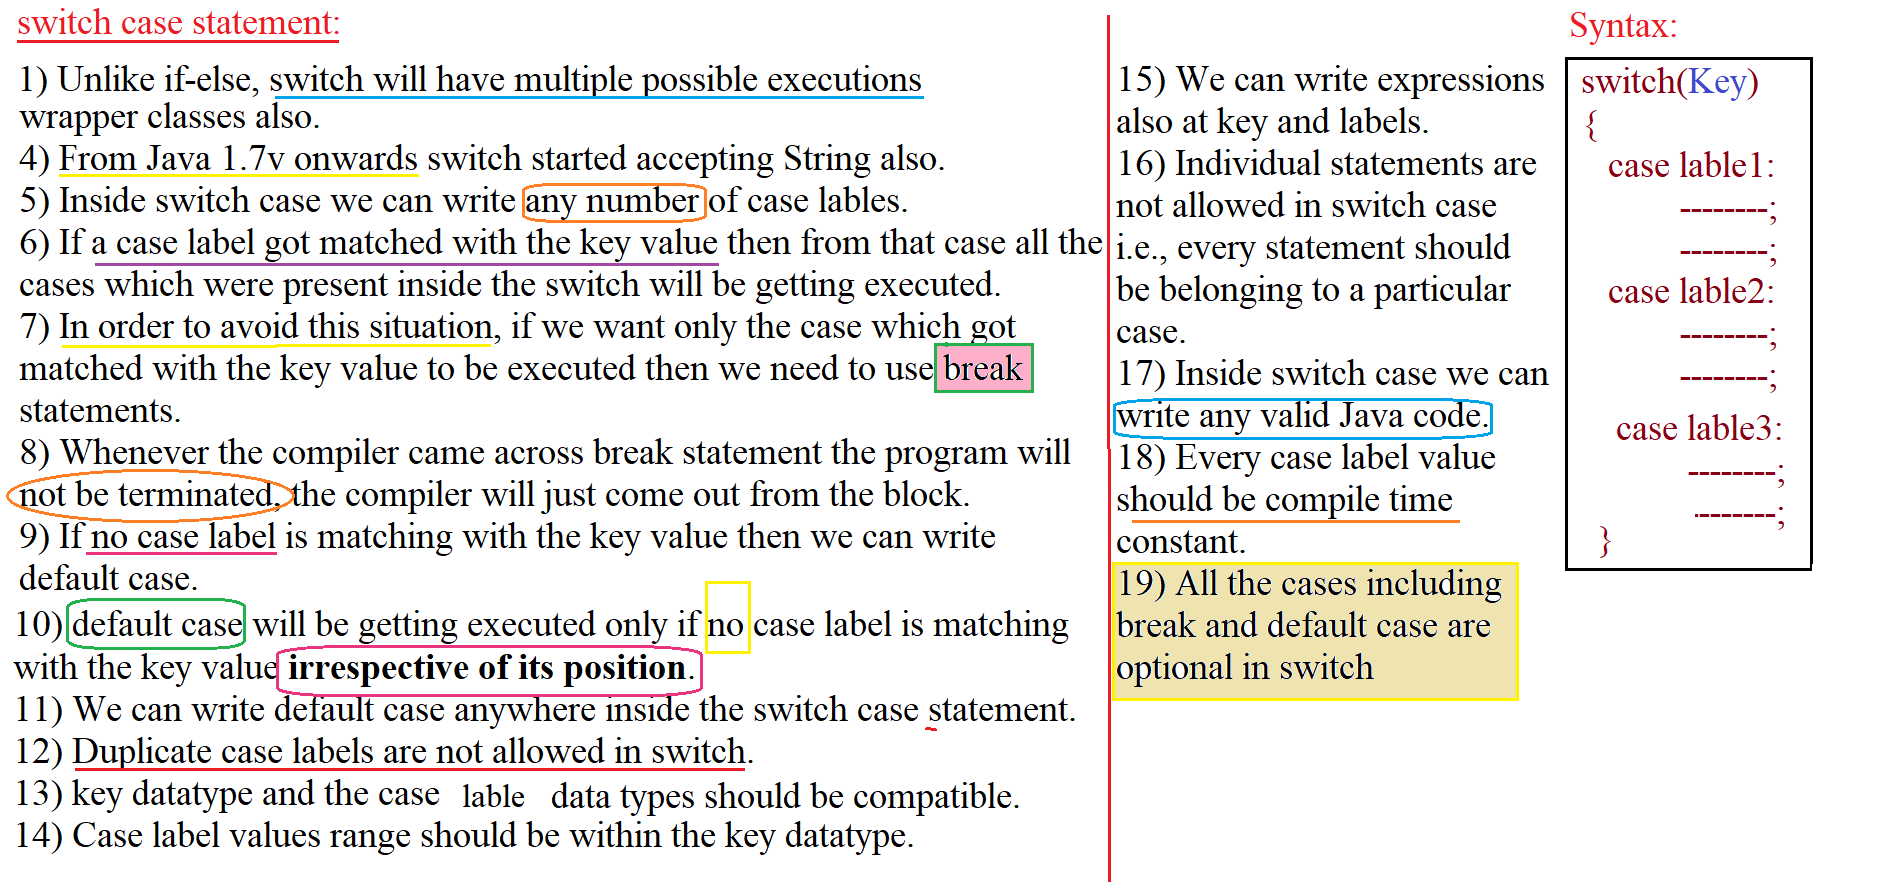 switch case statement:
1) Unlike if-else, switch will have multiple possible executions
wrapper classes also.
4) From Java 1.7v onwards switch started accepting String also.
5) Inside switch case we can write any number of case lables.
6) If a case label got matched with the key value then from that case all the
cases which were present inside the switch will be getting executed.
7) In order to avoid this situation, if we want only the case which got
matched with the key value to be executed then we need to use break
statements.
8) Whenever the compiler came across break statement the program will
not be terminated, the compiler will just come out from the block.
9) If no case label is matching with the key value then we can write
default case.
10) default case will be getting executed only if no case label is matching
with the key value irrespective of its position.
11) We can write default case anywhere inside the switch case statement.
12) Duplicate case labels are not allowed in switch.
13) key datatype and the case lable data types should be compatible.
14) Case label values range should be within the key datatype.
15) We can write expressions
also at key and labels.
16) Individual statements are
not allowed in switch case
i.e., every statement should
be belonging to a particular
case.
17) Inside switch case we can
write any valid Java code.
18) Every case label value
should be compile time
constant.
19) All the cases including
break and default case are
optional in switch
Syntax:
switch(Key)
{
case lable1:
--------;
--------;
case lable2:
--------;
--------;
case lable3:
--------;
--------;
}